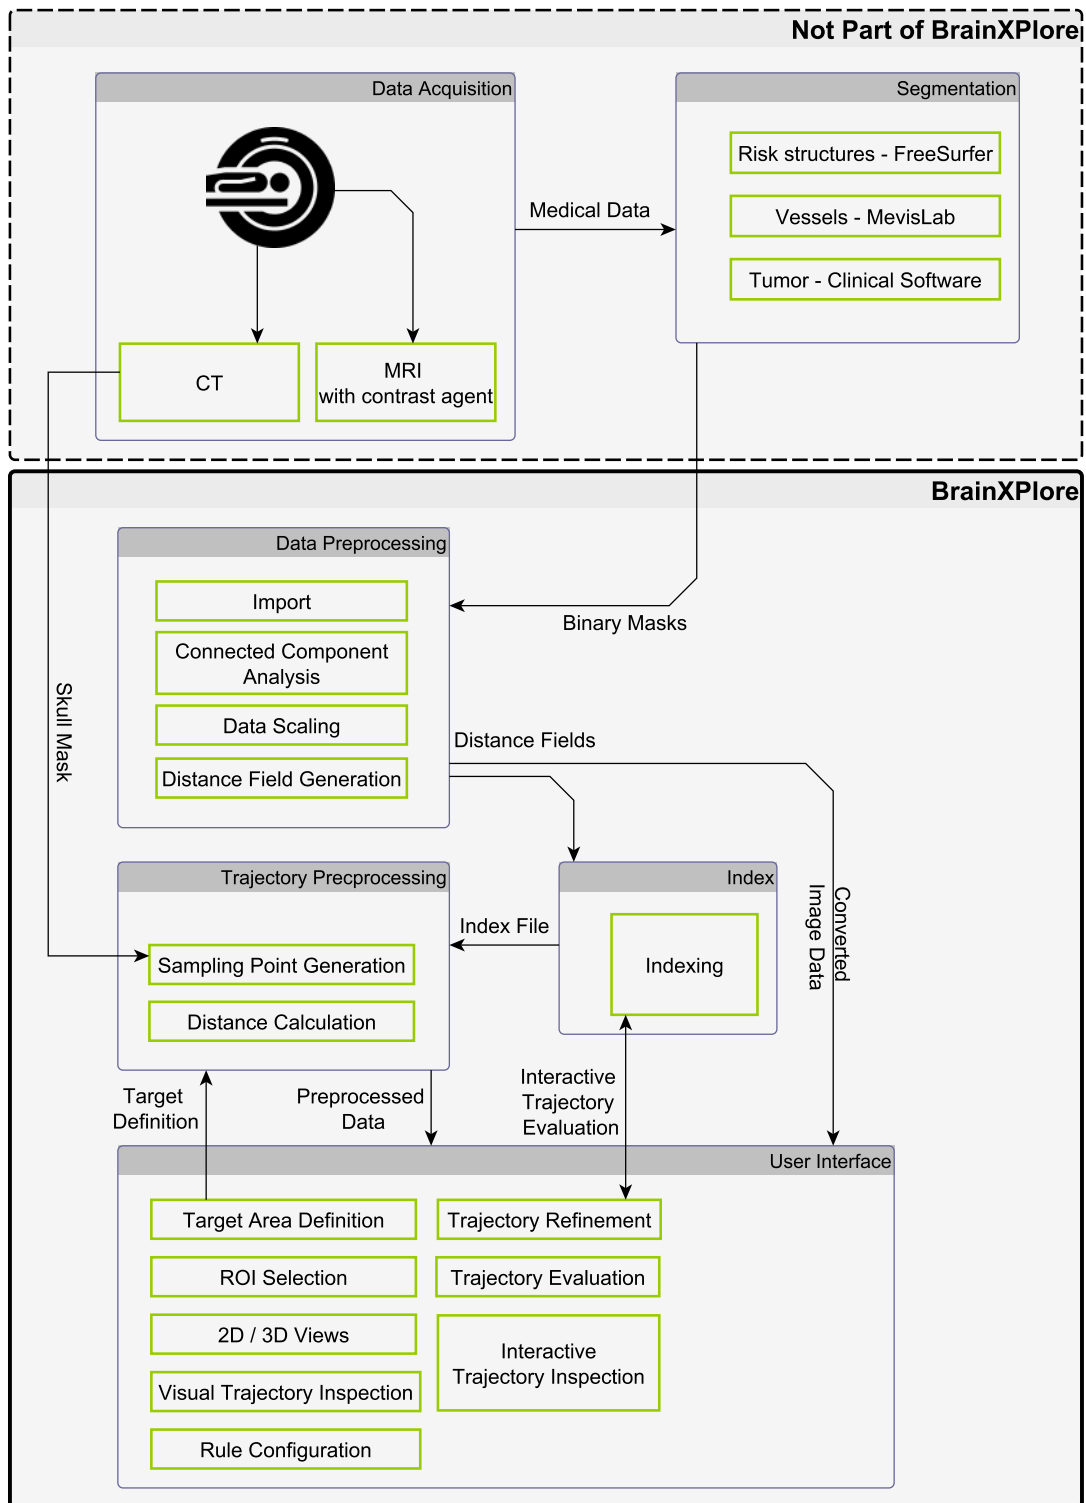 Not Part of BrainXPlore
Data Acquisition
Segmentation
Risk structures - FreeSurfer
Vessels - MevisLab
Tumor - Clinical Software
Medical Data
CT
MRI
with contrast agent
BrainXPlore
Data Preprocessing
Import
Connected Component
Analysis
Data Scaling
Distance Field Generation
Binary Masks
Skull Mask
Distance Fields
Trajectory Precprocessing
Sampling Point Generation
Distance Calculation
Index File
Index
Indexing
Converted
Image Data
Target
Definition
Preprocessed
Data
Interactive
Trajectory
Evaluation
User Interface
Target Area Definition
ROI Selection
2D / 3D Views
Visual Trajectory Inspection
Rule Configuration
Trajectory Refinement
Trajectory Evaluation
Interactive
Trajectory Inspection